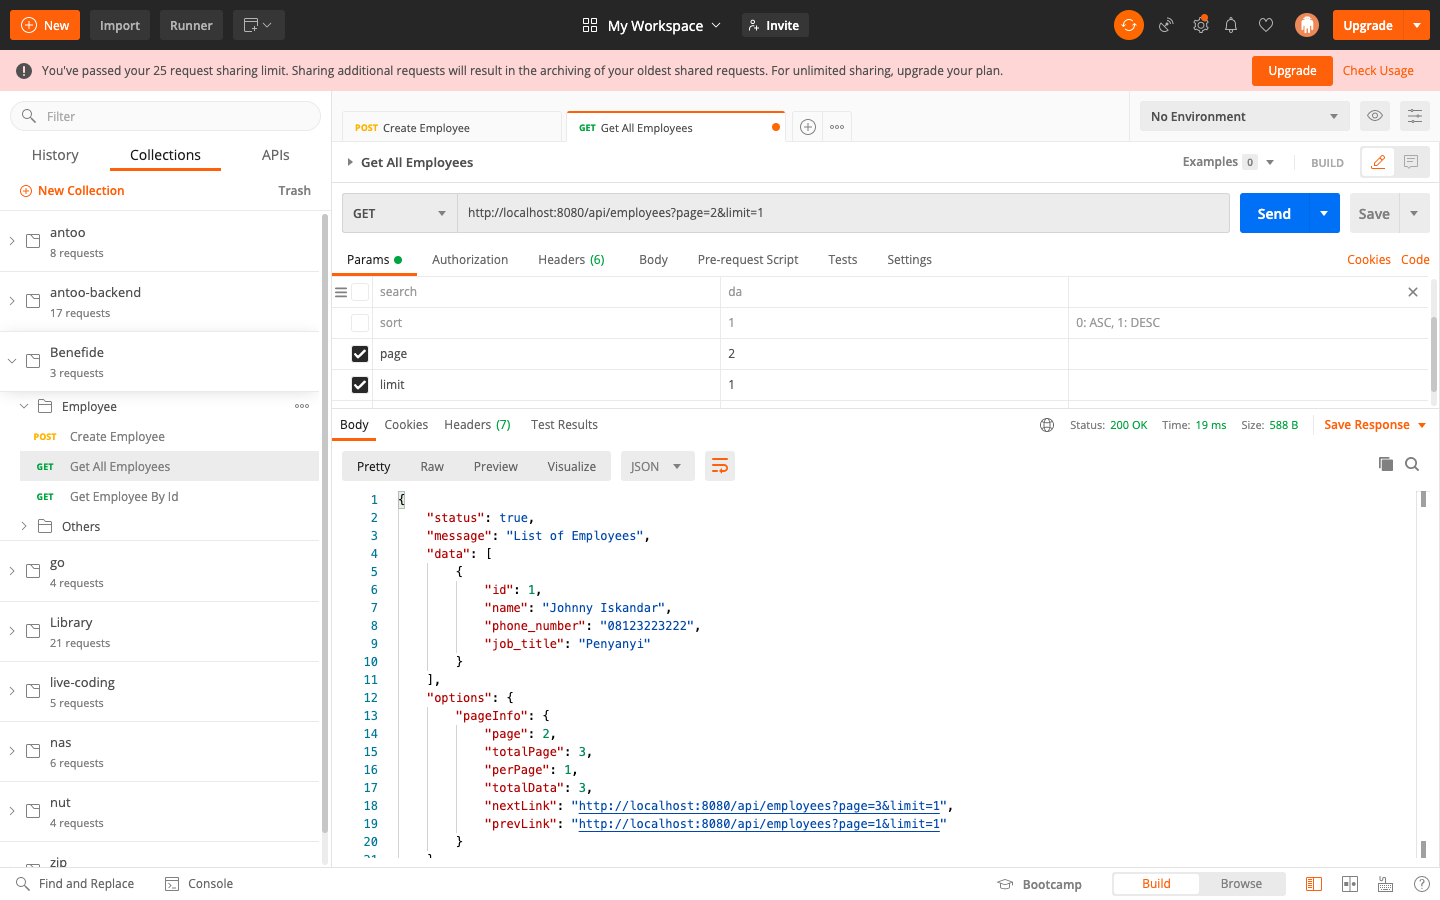 New
Import
Runner
My Workspace
Invite
Upgrade
You've passed your 25 request sharing limit. Sharing additional requests will result in the archiving of your oldest shared requests. For unlimited sharing, upgrade your plan.
Upgrade
Check Usage
Filter
History
Collections
APIs
New Collection
Trash
antoo
8 requests
antoo-backend
17 requests
Benefide
3 requests
Employee
POST Create Employee
GET Get All Employees
GET Get Employee By Id
Others
go
4 requests
Library
21 requests
live-coding
5 requests
nas
6 requests
nut
4 requests
zip
POST Create Employee
GET Get All Employees
No Environment
Get All Employees
Examples 0
BUILD
GET
http://localhost:8080/api/employees?page=2&limit=1
Send
Save
Params
Authorization
Headers (6)
Body
Pre-request Script
Tests
Settings
Cookies
Code
search da
sort 1 0: ASC, 1: DESC
page 2
limit 1
Body
Cookies
Headers (7)
Test Results
Status: 200 OK
Time: 19 ms
Size: 588 B
Save Response
Pretty
Raw
Preview
Visualize
JSON
1 {
2 "status": true,
3 "message": "List of Employees",
4 "data": [
5 {
6 "id": 1,
7 "name": "Johnny Iskandar",
8 "phone_number": "08123223222",
9 "job_title": "Penyanyi"
10 }
11 ],
12 "options": {
13 "pageInfo": {
14 "page": 2,
15 "totalPage": 3,
16 "perPage": 1,
17 "totalData": 3,
18 "nextLink": "http://localhost:8080/api/employees?page=3&limit=1",
19 "prevLink": "http://localhost:8080/api/employees?page=1&limit=1"
20 }
21 }
Find and Replace
Console
Bootcamp
Build
Browse